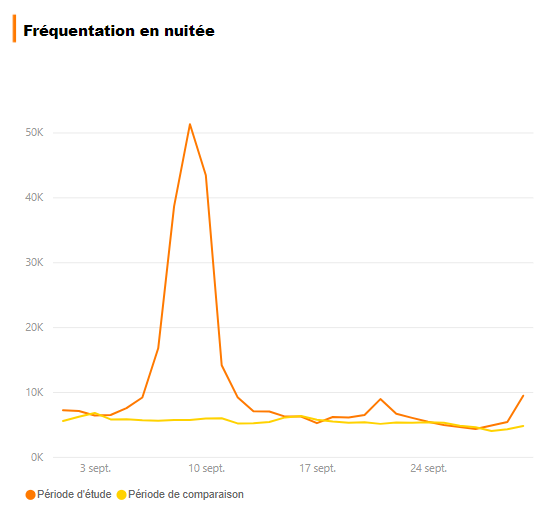 Fréquentation en nuitée
50K
40K
30K
20K
10K
0K
3 sept. 10 sept. 17 sept. 24 sept.
Période d'étude Période de comparaison